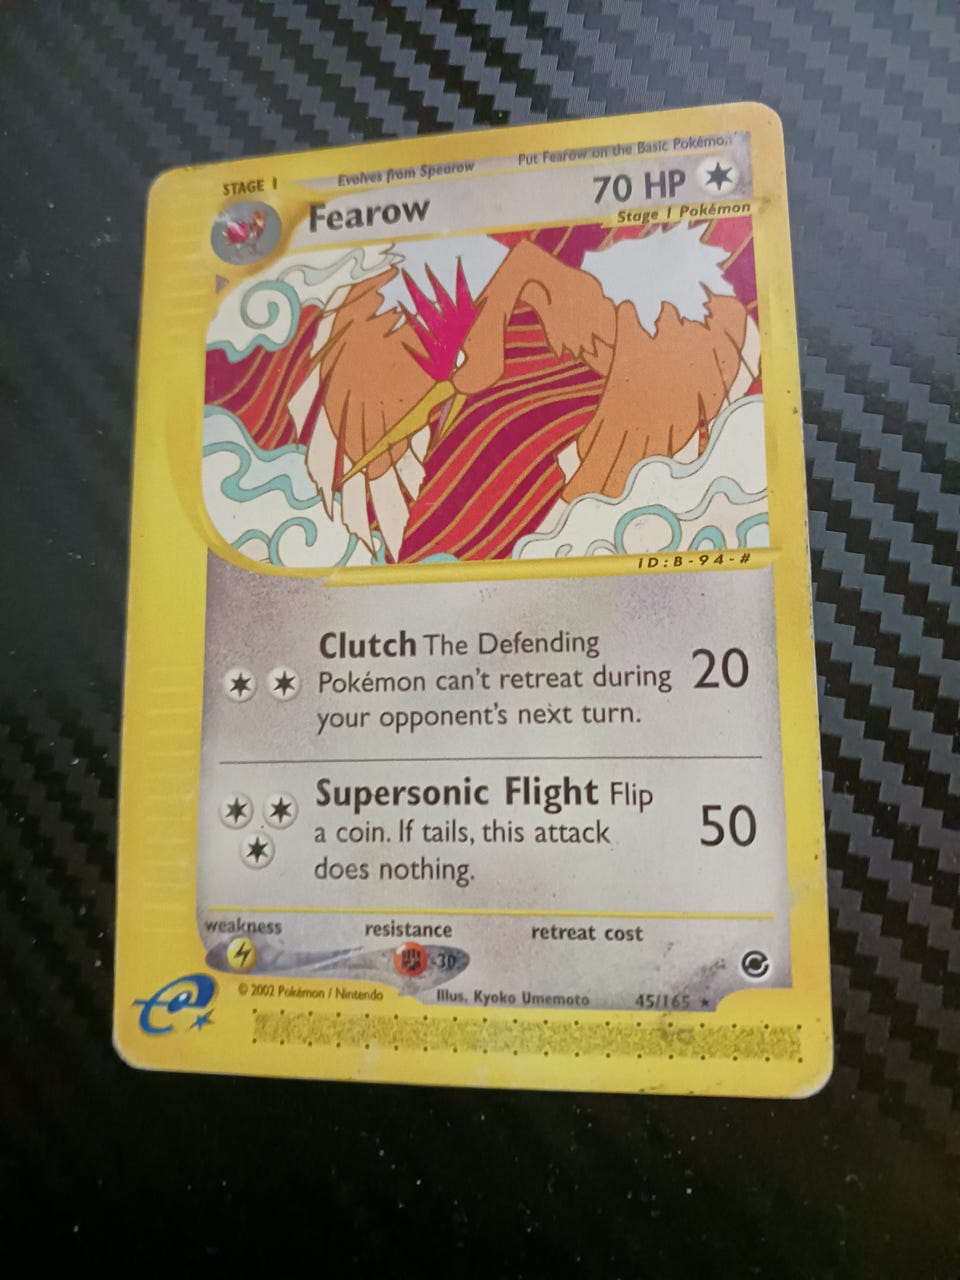 STAGE 1 Evolves from Spearow Put Fearow on the Basic Pokémon
Fearow 70 HP
Stage 1 Pokémon
ID:B-94-#
Clutch The Defending
Pokémon can't retreat during 20
your opponent's next turn.
Supersonic Flight Flip
a coin. If tails, this attack 50
does nothing.
weakness resistance retreat cost
-30
e
© 2002 Pokémon / Nintendo Illus. Kyoko Umemoto 45/165 ★